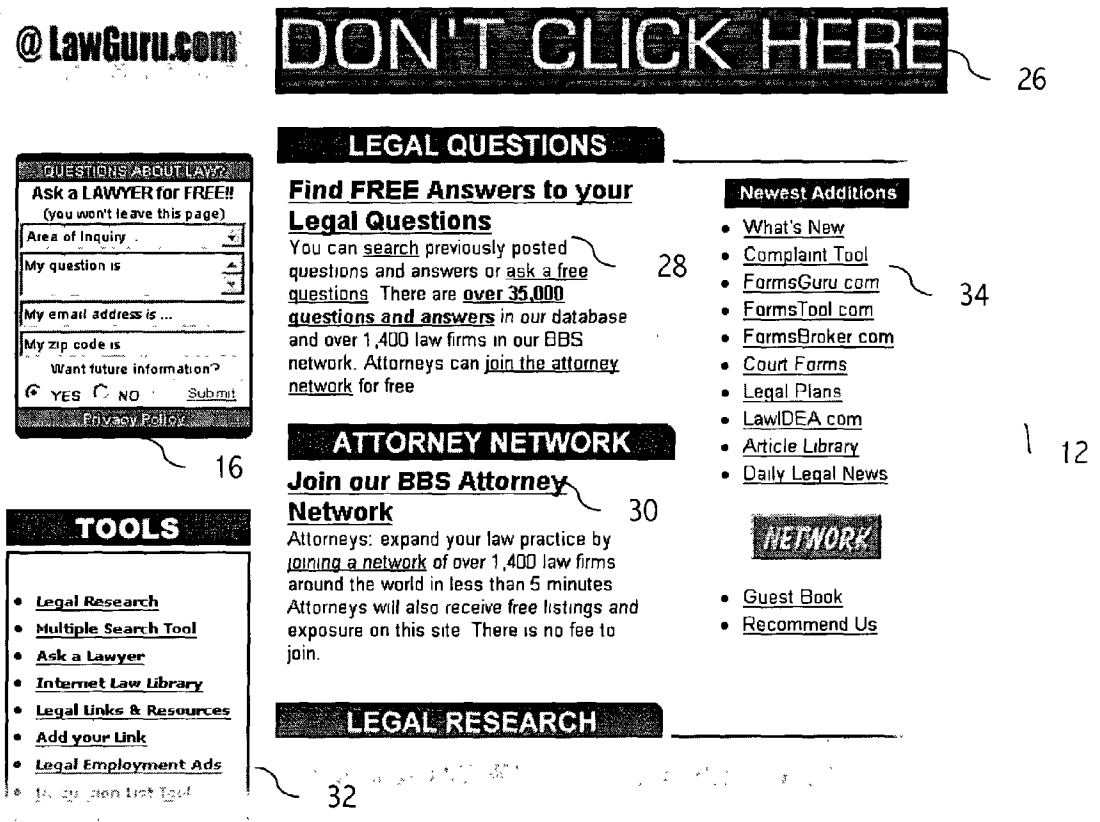 @ LawGuru.com
DON'T CLICK HERE
26
QUESTIONS ABOUT LAW?
Ask a LAWYER for FREE!!
(you won't leave this page)
Area of Inquiry
My question is
My email address is ...
My zip code is
Want future information?
YES NO Submit
Privacy Policy
16
TOOLS
• Legal Research
• Multiple Search Tool
• Ask a Lawyer
• Internet Law Library
• Legal Links & Resources
• Add your Link
• Legal Employment Ads
32
LEGAL QUESTIONS
Find FREE Answers to your
Legal Questions
You can search previously posted
questions and answers or ask a free
questions There are over 35,000
questions and answers in our database
and over 1,400 law firms in our BBS
network. Attorneys can join the attorney
network for free
28
ATTORNEY NETWORK
Join our BBS Attorney
Network
30
Attorneys: expand your law practice by
joining a network of over 1,400 law firms
around the world in less than 5 minutes
Attorneys will also receive free listings and
exposure on this site There is no fee to
join.
LEGAL RESEARCH
Newest Additions
• What's New
• Complaint Tool
• FormsGuru com
• FormsTool com
• FormsBroker com
• Court Forms
• Legal Plans
• LawIDEA com
• Article Library
• Daily Legal News
34
12
NETWORK
• Guest Book
• Recommend Us